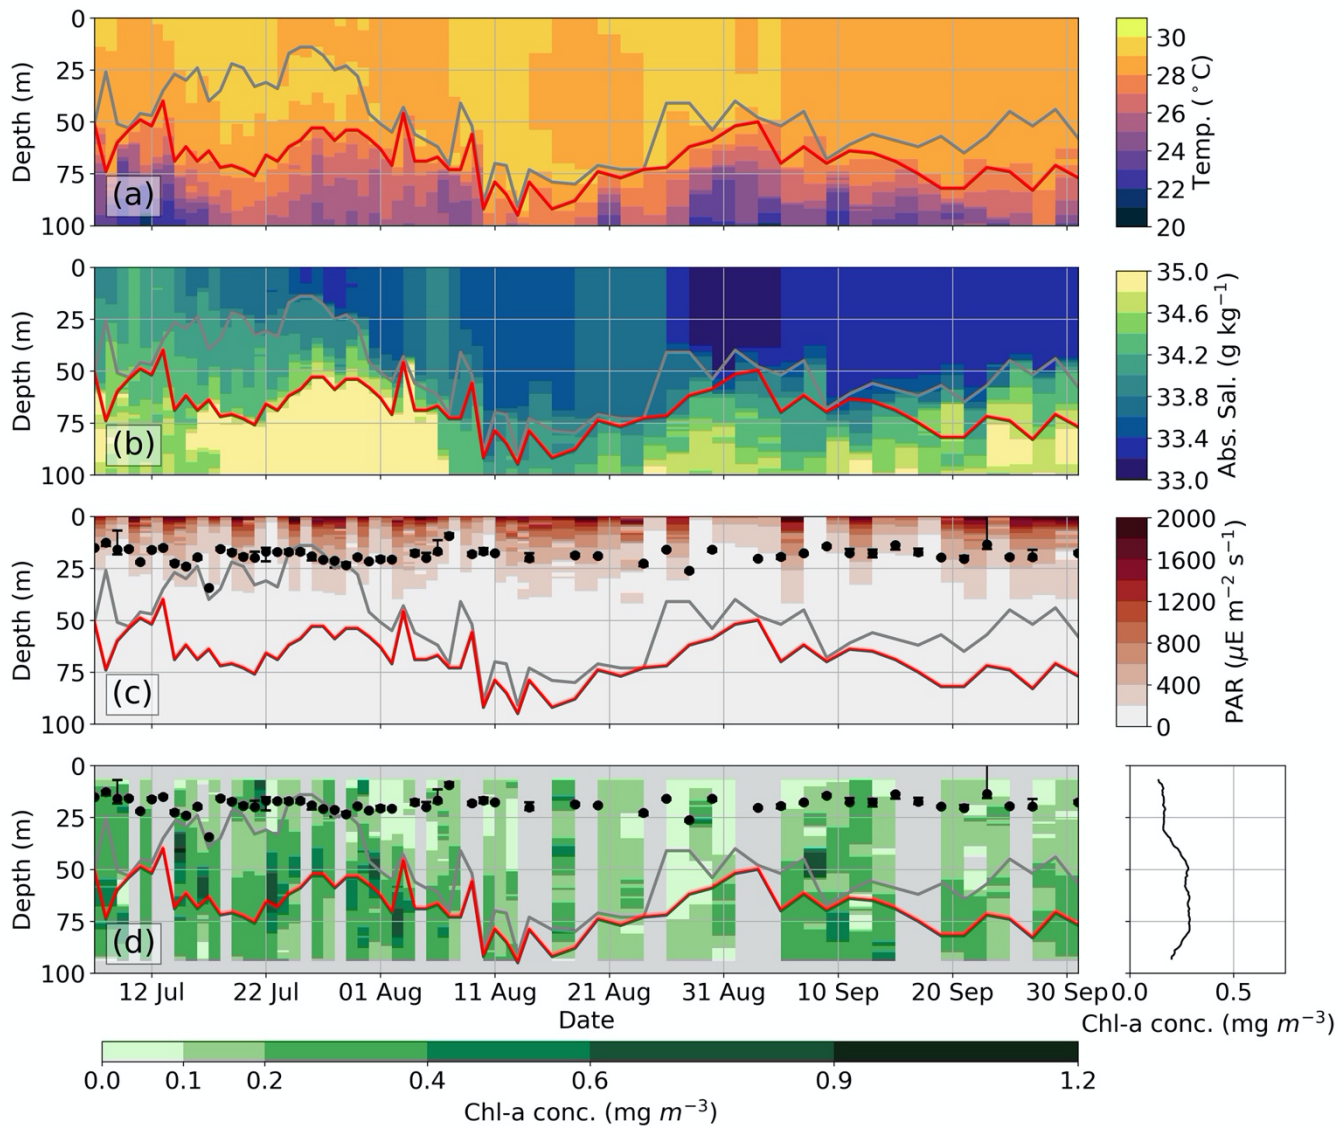 0
25
50
75
100
Depth (m)
(a)
30
28
26
24
22
20
Temp. (°C)
0
25
50
75
100
Depth (m)
(b)
35.0
34.6
34.2
33.8
33.4
33.0
Abs. Sal. (g kg⁻¹)
0
25
50
75
100
Depth (m)
(c)
2000
1600
1200
800
400
0
PAR (μE m⁻² s⁻¹)
0
25
50
75
100
Depth (m)
(d)
12 Jul 22 Jul 01 Aug 11 Aug 21 Aug 31 Aug 10 Sep 20 Sep 30 Sep
Date
0.0 0.5
Chl-a conc. (mg m⁻³)
0.0 0.1 0.2 0.4 0.6 0.9 1.2
Chl-a conc. (mg m⁻³)